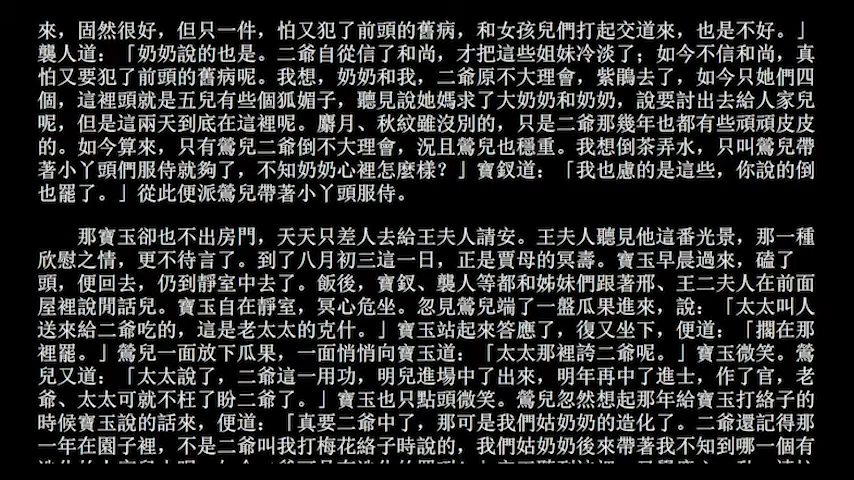 來，固然很好，但只一件，怕又犯了前頭的舊病，和女孩兒們打起交道來，也是不好。」
襲人道：「奶奶說的也是。二爺自從信了和尚，才把這些姐妹冷淡了；如今不信和尚，真
怕又要犯了前頭的舊病呢。我想，奶奶和我，二爺原不大理會，紫鵑去了，如今只她們四
個，這裡頭就是五兒有些個狐媚子，聽見說她媽求了大奶奶和奶奶，說要討出去給人家兒
呢，但是這兩天到底在這裡呢。麝月、秋紋雖沒別的，只是二爺那幾年也都有些頑頑皮皮
的。如今算來，只有鶯兒二爺倒不大理會，況且鶯兒也穩重。我想倒茶弄水，只叫鶯兒帶
著小丫頭們服侍就夠了，不知奶奶心裡怎麼樣？」寶釵道：「我也慮的是這些，你說的倒
也罷了。」從此便派鶯兒帶著小丫頭服侍。
那寶玉卻也不出房門，天天只差人去給王夫人請安。王夫人聽見他這番光景，那一種
欣慰之情，更不待言了。到了八月初三這一日，正是賈母的冥壽。寶玉早晨過來，磕了
頭，便回去，仍到靜室中去了。飯後，寶釵、襲人等都和姊妹們跟著邢、王二夫人在前面
屋裡說閒話兒。寶玉自在靜室，冥心危坐。忽見鶯兒端了一盤瓜果進來，說：「太太叫人
送來給二爺吃的，這是老太太的克什。」寶玉站起來答應了，復又坐下，便道：「擱在那
裡罷。」鶯兒一面放下瓜果，一面悄悄向寶玉道：「太太那裡誇二爺呢。」寶玉微笑。鶯
兒又道：「太太說了，二爺這一用功，明兒進場中了出來，明年再中了進士，作了官，老
爺、太太可就不枉了盼二爺了。」寶玉也只點頭微笑。鶯兒忽然想起那年給寶玉打絡子的
時候寶玉說的話來，便道：「真要二爺中了，那可是我們姑奶奶的造化了。二爺還記得那
一年在園子裡，不是二爺叫我打梅花絡子時說的，我們姑奶奶後來帶著我不知到哪一個有